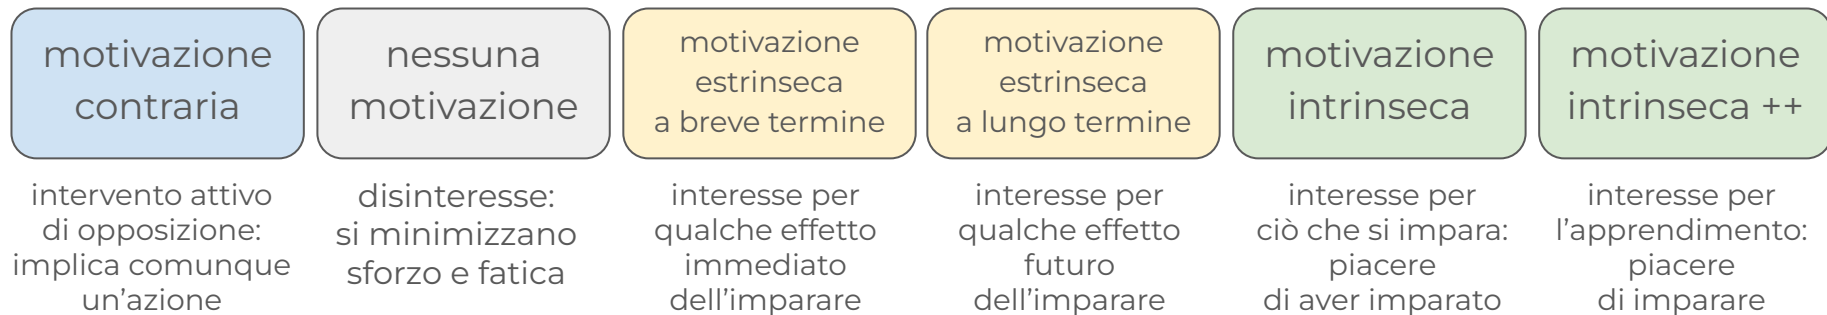 motivazione
contraria
nessuna
motivazione
motivazione
estrinseca
a breve termine
motivazione
estrinseca
a lungo termine
motivazione
intrinseca
motivazione
intrinseca ++
intervento attivo
di opposizione:
implica comunque
un’azione
disinteresse:
si minimizzano
sforzo e fatica
interesse per
qualche effetto
immediato
dell’imparare
interesse per
qualche effetto
futuro
dell’imparare
interesse per
ciò che si impara:
piacere
di aver imparato
interesse per
l’apprendimento:
piacere
di imparare